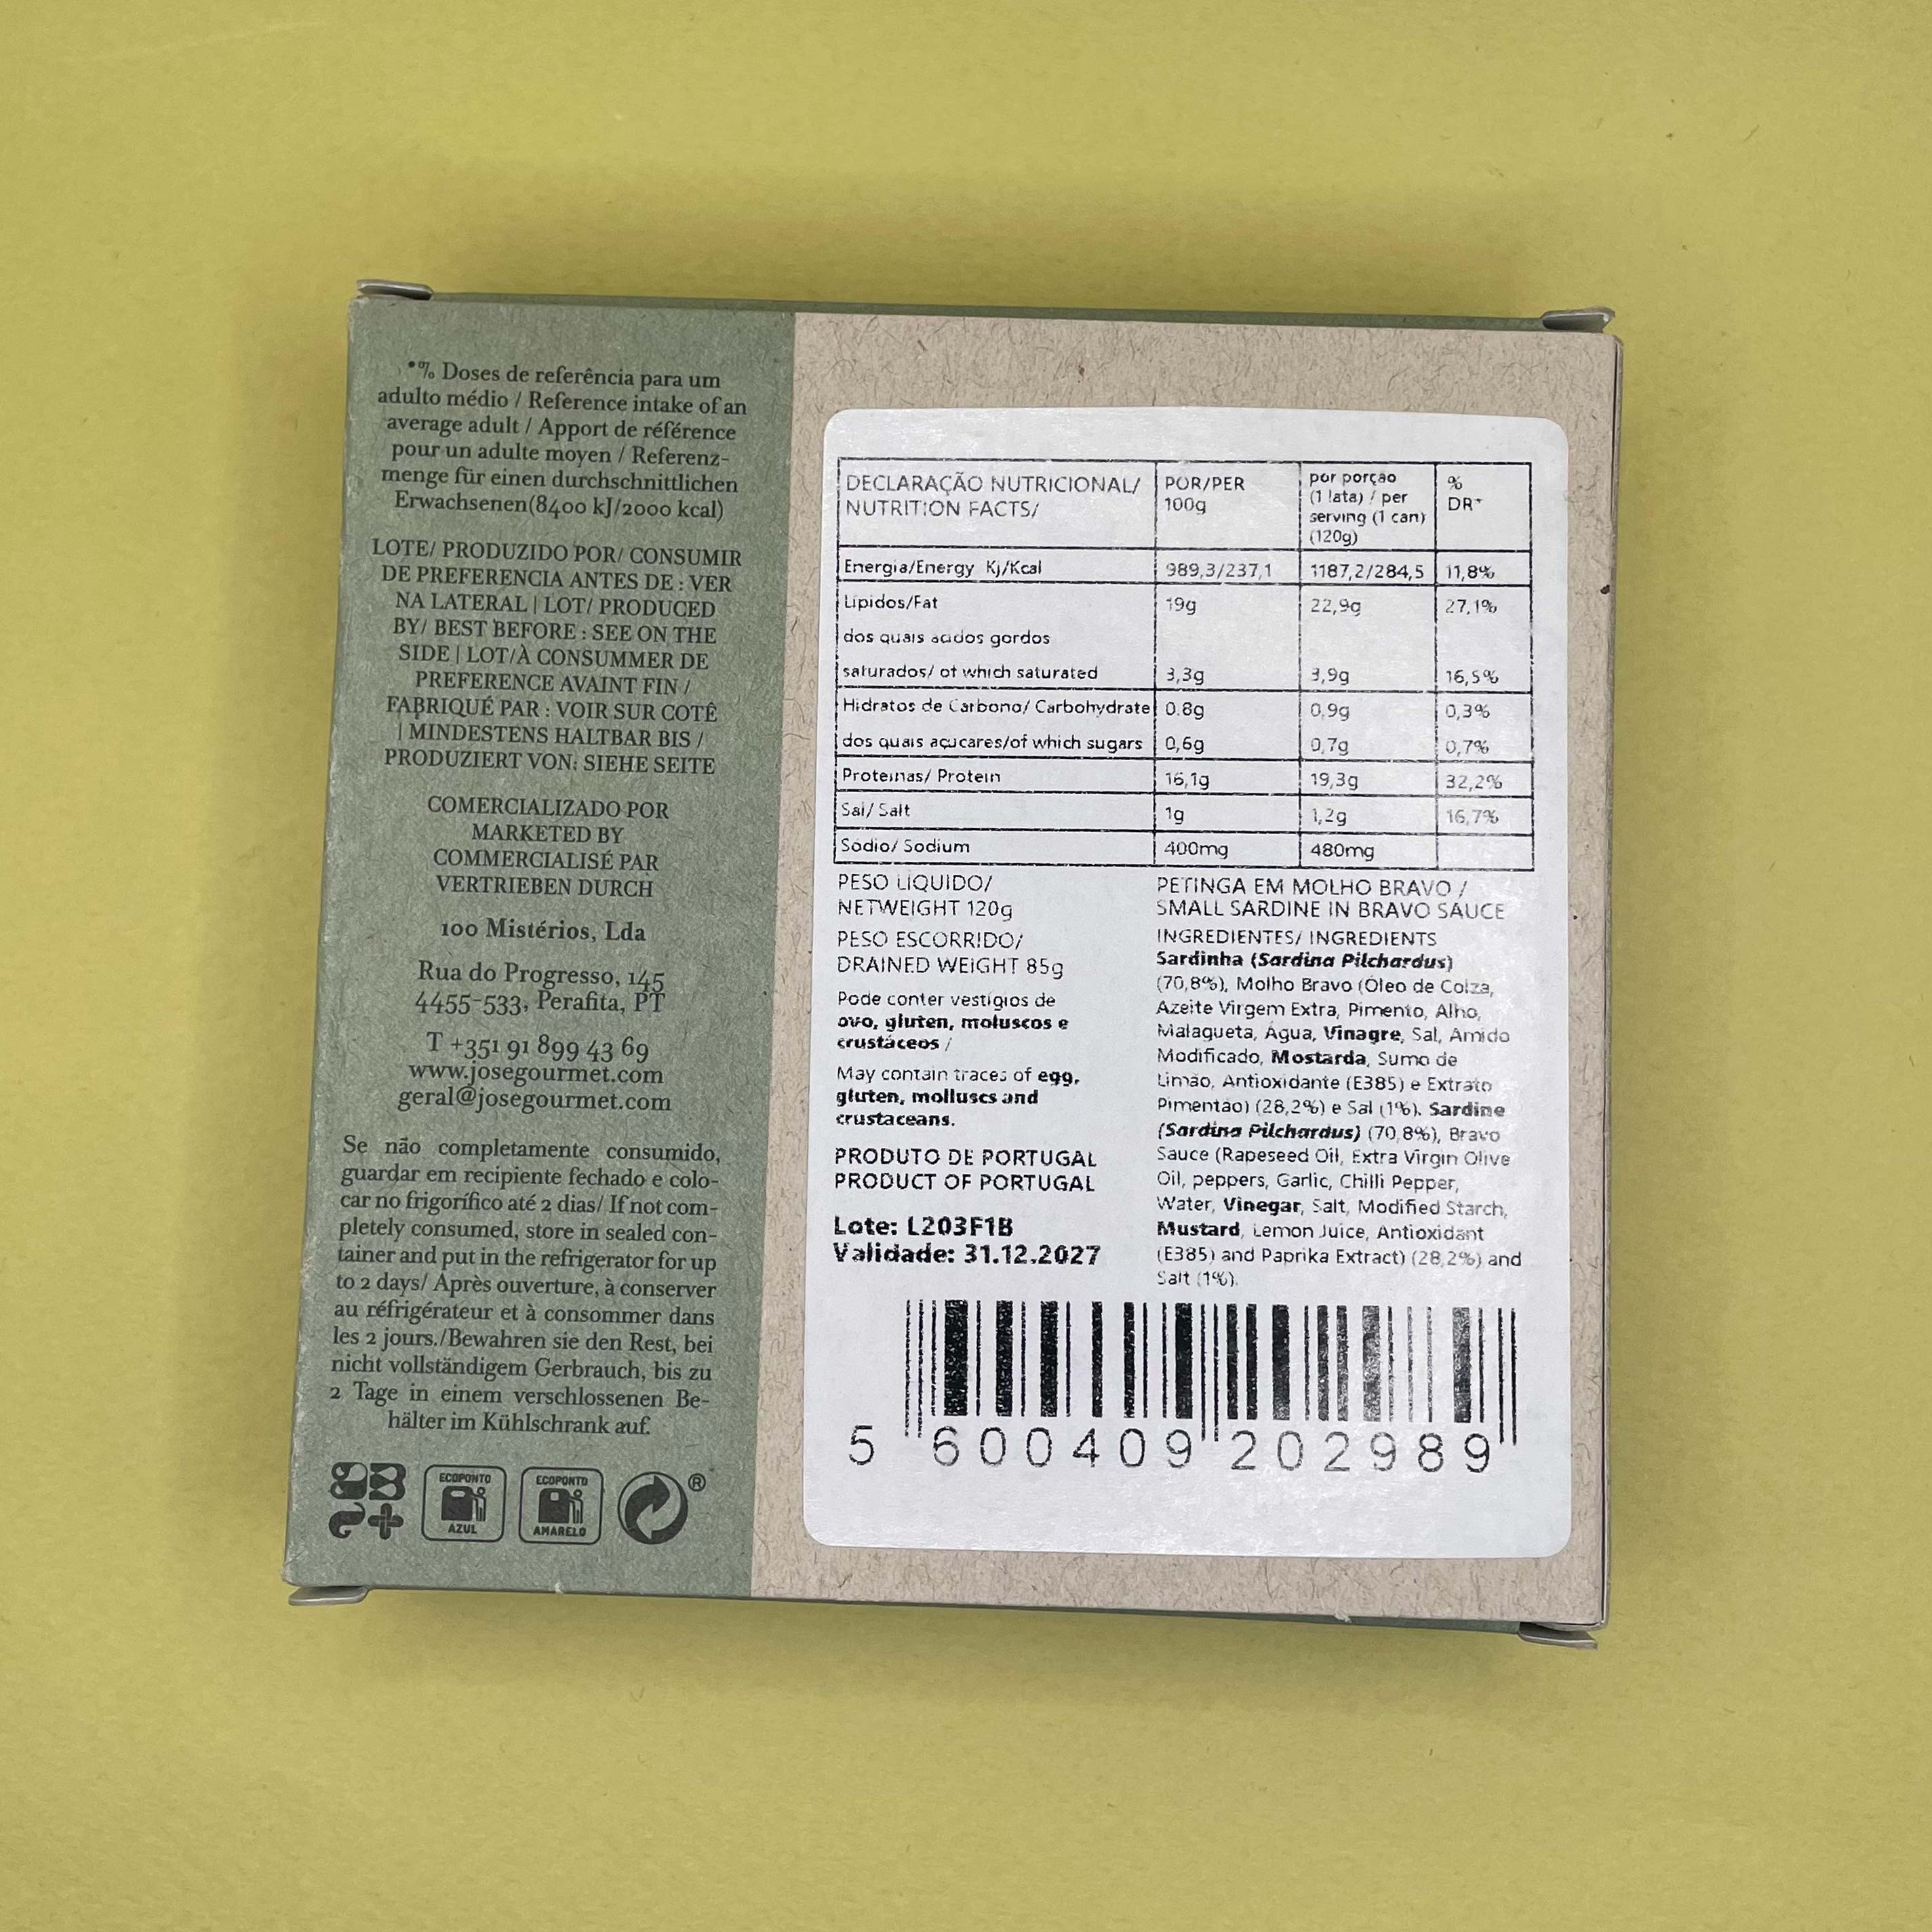 *% Doses de referência para um
adulto médio / Reference intake of an
average adult / Apport de référence
pour un adulte moyen / Referenz-
menge für einen durchschnittlichen
Erwachsenen(8400 kJ/2000 kcal)
LOTE/ PRODUZIDO POR/ CONSUMIR
DE PREFERENCIA ANTES DE : VER
NA LATERAL | LOT/ PRODUCED
BY/ BEST BEFORE : SEE ON THE
SIDE | LOT/À CONSUMMER DE
PREFERENCE AVAINT FIN /
FABRIQUÉ PAR : VOIR SUR COTÊ
| MINDESTENS HALTBAR BIS /
PRODUZIERT VON: SIEHE SEITE
COMERCIALIZADO POR
MARKETED BY
COMMERCIALISÉ PAR
VERTRIEBEN DURCH
100 Mistérios, Lda
Rua do Progresso, 145
4455-533, Perafita, PT
T +351 91 899 43 69
www.josegourmet.com
geral@josegourmet.com
Se não completamente consumido,
guardar em recipiente fechado e colo-
car no frigorífico até 2 dias/ If not com-
pletely consumed, store in sealed con-
tainer and put in the refrigerator for up
to 2 days/ Après ouverture, à conserver
au réfrigérateur et à consommer dans
les 2 jours./Bewahren sie den Rest, bei
nicht vollständigem Gerbrauch, bis zu
2 Tage in einem verschlossenen Be-
hälter im Kühlschrank auf.
ECOPONTO
AZUL
ECOPONTO
AMARELO
®
DECLARAÇÃO NUTRICIONAL/
NUTRITION FACTS/
POR/PER
100g
por porção
(1 lata) / per
serving (1 can)
(120g)
%
DR*
Energia/Energy Kj/Kcal 989,3/237,1 1187,2/284,5 11,8%
Lípidos/Fat 19g 22,9g 27,1%
dos quais acidos gordos
saturados/ of which saturated 3,3g 3,9g 16,5%
Hidratos de Carbono/ Carbohydrate 0.8g 0,9g 0,3%
dos quais açucares/of which sugars 0,6g 0,7g 0,7%
Proteinas/ Protein 16,1g 19,3g 32,2%
Sal/ Salt 1g 1,2g 16,7%
Sódio/ Sodium 400mg 480mg
PESO LÍQUIDO/
NETWEIGHT 120g
PESO ESCORRIDO/
DRAINED WEIGHT 85g
Pode conter vestígios de
ovo, gluten, moluscos e
crustáceos /
May contain traces of egg,
gluten, molluscs and
crustaceans.
PRODUTO DE PORTUGAL
PRODUCT OF PORTUGAL
Lote: L203F1B
Validade: 31.12.2027
PETINGA EM MOLHO BRAVO /
SMALL SARDINE IN BRAVO SAUCE
INGREDIENTES/ INGREDIENTS
Sardinha (Sardina Pilchardus)
(70,8%), Molho Bravo (Óleo de Colza,
Azeite Virgem Extra, Pimento, Alho,
Malagueta, Água, Vinagre, Sal, Amido
Modificado, Mostarda, Sumo de
Limão, Antioxidante (E385) e Extrato
Pimentão) (28,2%) e Sal (1%). Sardine
(Sardina Pilchardus) (70,8%), Bravo
Sauce (Rapeseed Oil, Extra Virgin Olive
Oil, peppers, Garlic, Chilli Pepper,
Water, Vinegar, Salt, Modified Starch,
Mustard, Lemon Juice, Antioxidant
(E385) and Paprika Extract) (28,2%) and
Salt (1%).
5 600409 202989